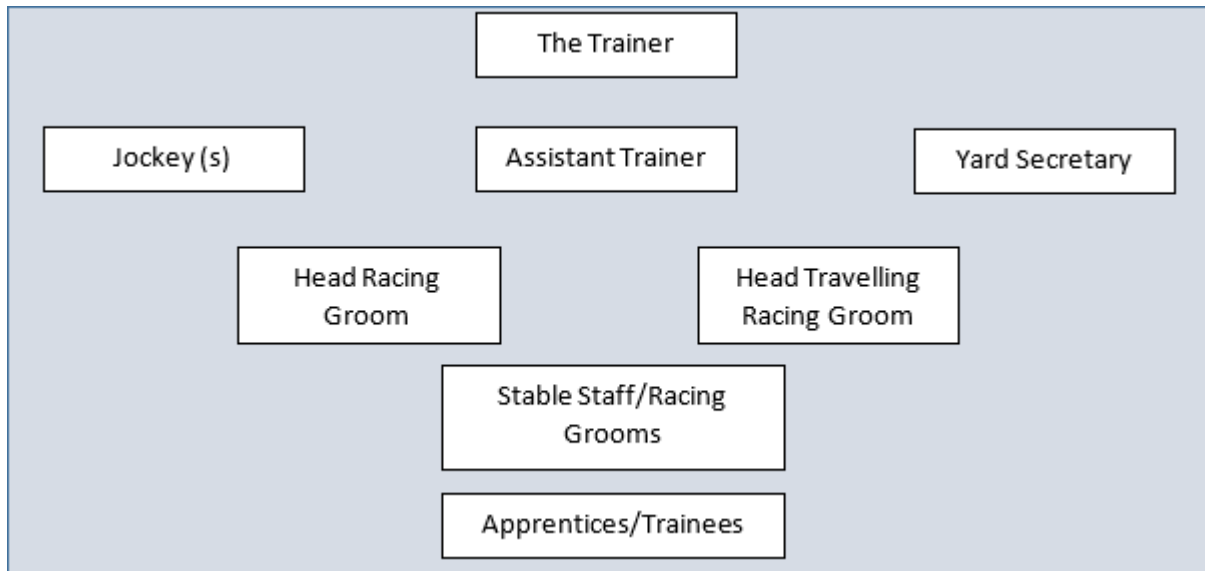 The Trainer
Jockey (s)
Assistant Trainer
Yard Secretary
Head Racing
Groom
Head Travelling
Racing Groom
Stable Staff/Racing
Grooms
Apprentices/Trainees